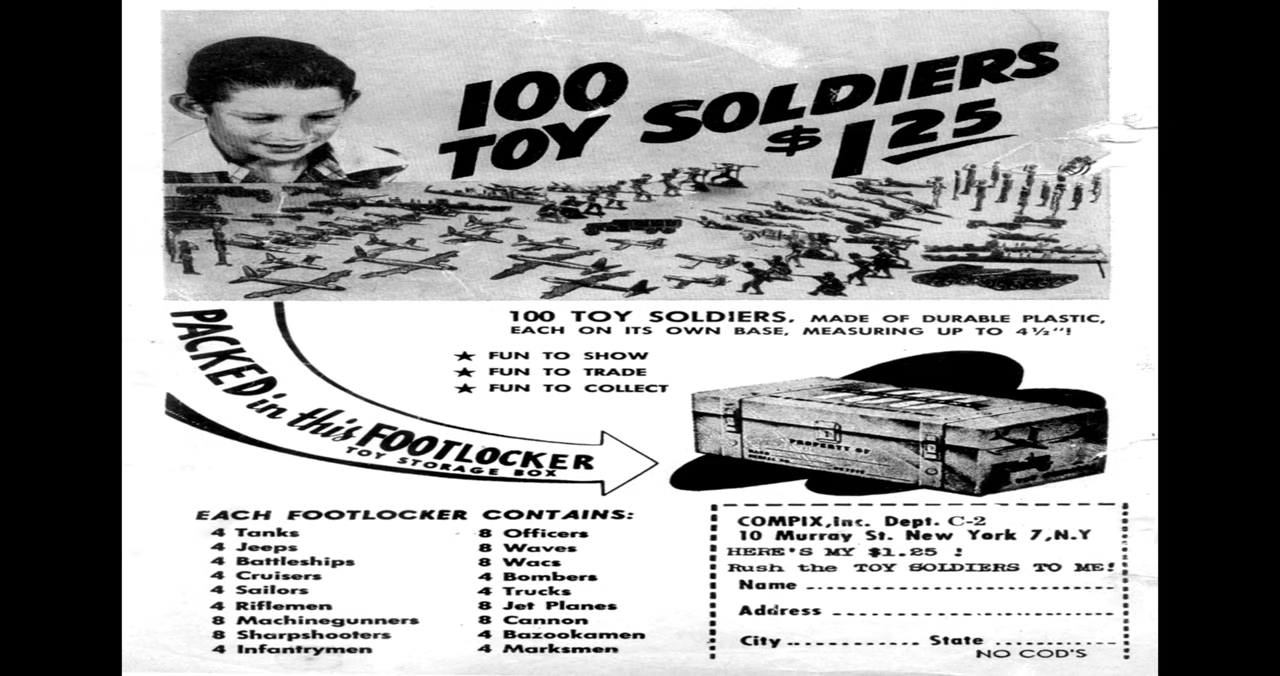 100
TOY SOLDIERS
$1.25
100 TOY SOLDIERS, MADE OF DURABLE PLASTIC,
EACH ON ITS OWN BASE, MEASURING UP TO 4½"!
★ FUN TO SHOW
★ FUN TO TRADE
★ FUN TO COLLECT
PACKED in this FOOTLOCKER
TOY STORAGE BOX
PROPERTY OF
EACH FOOTLOCKER CONTAINS:
4 Tanks
4 Jeeps
4 Battleships
4 Cruisers
4 Sailors
4 Riflemen
8 Machinegunners
8 Sharpshooters
4 Infantrymen
8 Officers
8 Waves
8 Wacs
4 Bombers
4 Trucks
8 Jet Planes
8 Cannon
4 Bazookamen
4 Marksmen
COMPIX,inc. Dept. C-2
10 Murray St. New York 7,N.Y
HERE'S MY $1.25 !
Rush the TOY SOLDIERS TO ME!
Name
Address
City State
NO COD'S